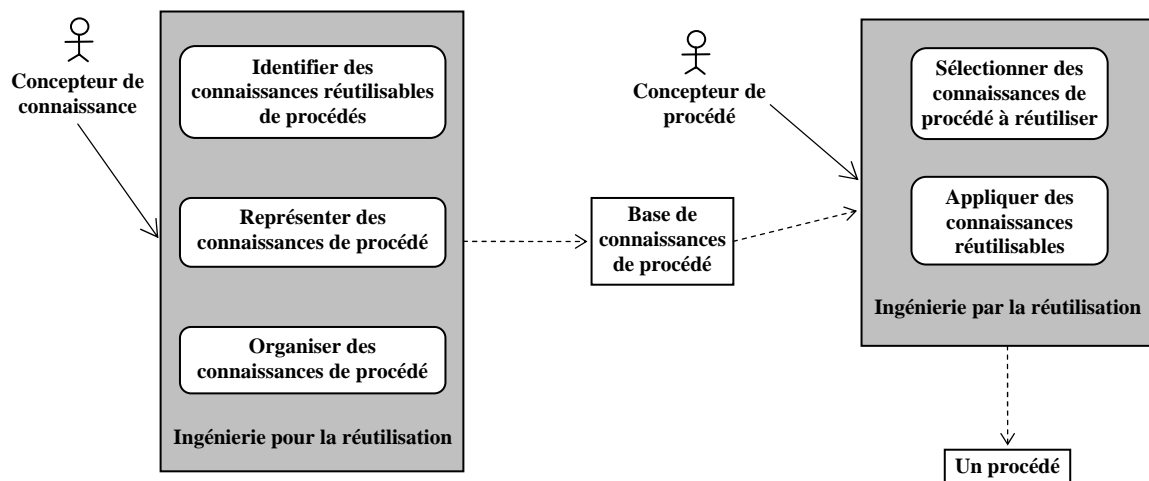 Concepteur de
connaissance
Identifier des
connaissances réutilisables
de procédés
Représenter des
connaissances de procédé
Organiser des
connaissances de procédé
Ingénierie pour la réutilisation
Base de
connaissances
de procédé
Concepteur de
procédé
Sélectionner des
connaissances de
procédé à réutiliser
Appliquer des
connaissances
réutilisables
Ingénierie par la réutilisation
Un procédé